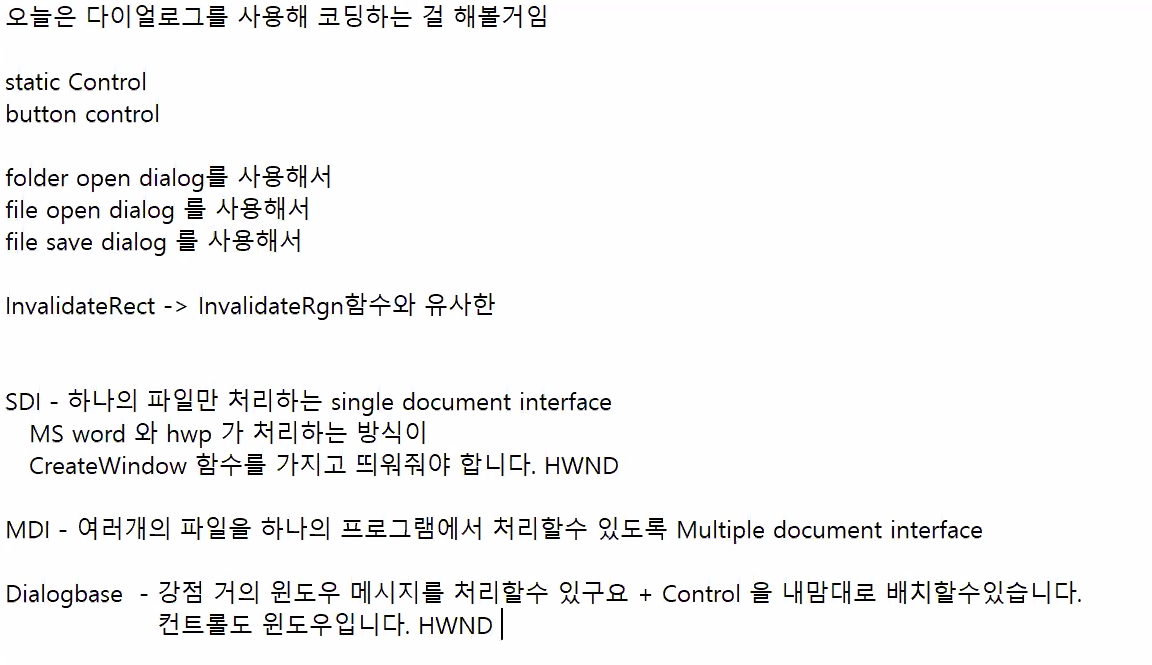 오늘은 다이얼로그를 사용해 코딩하는 걸 해볼거임
static Control
button control
folder open dialog를 사용해서
file open dialog 를 사용해서
file save dialog 를 사용해서
InvalidateRect -> InvalidateRgn함수와 유사한
SDI - 하나의 파일만 처리하는 single document interface
MS word 와 hwp 가 처리하는 방식이
CreateWindow 함수를 가지고 띄워줘야 합니다. HWND
MDI - 여러개의 파일을 하나의 프로그램에서 처리할수 있도록 Multiple document interface
Dialogbase - 강점 거의 윈도우 메시지를 처리할수 있구요 + Control 을 내맘대로 배치할수있습니다.
컨트롤도 윈도우입니다. HWND